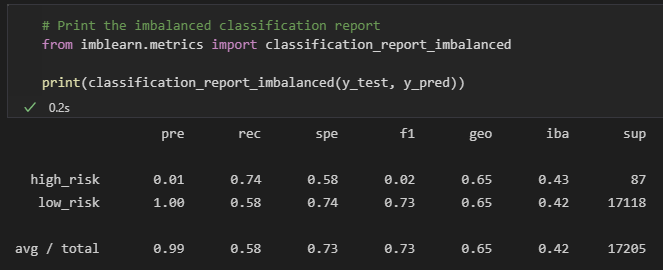 # Print the imbalanced classification report
from imblearn.metrics import classification_report_imbalanced
print(classification_report_imbalanced(y_test, y_pred))
✓ 0.2s
pre rec spe f1 geo iba sup
high_risk 0.01 0.74 0.58 0.02 0.65 0.43 87
low_risk 1.00 0.58 0.74 0.73 0.65 0.42 17118
avg / total 0.99 0.58 0.73 0.73 0.65 0.42 17205